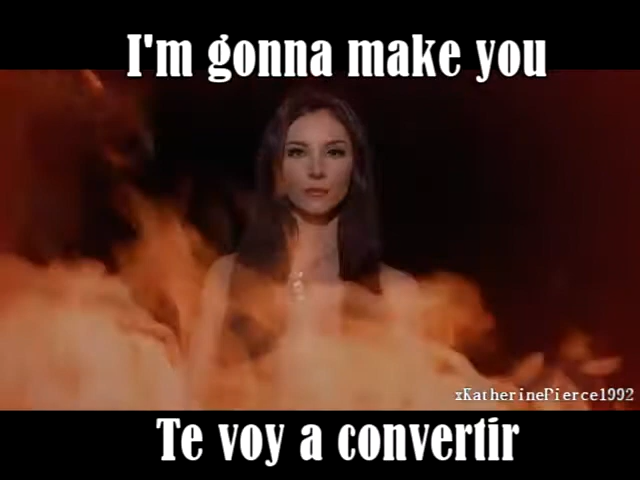 I'm gonna make you
xKatherinePierce1992
Te voy a convertir